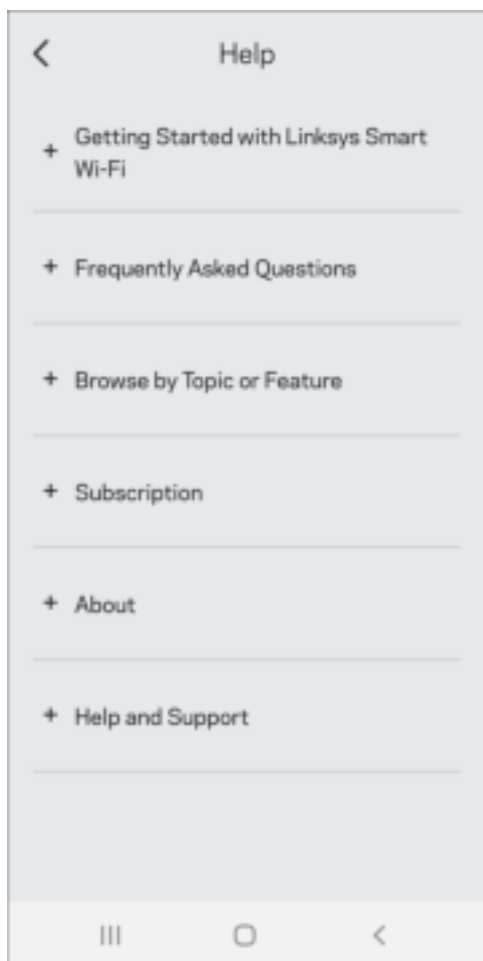 Help
Getting Started with Linksys Smart
Wi-Fi
Frequently Asked Questions
Browse by Topic or Feature
Subscription
About
Help and Support